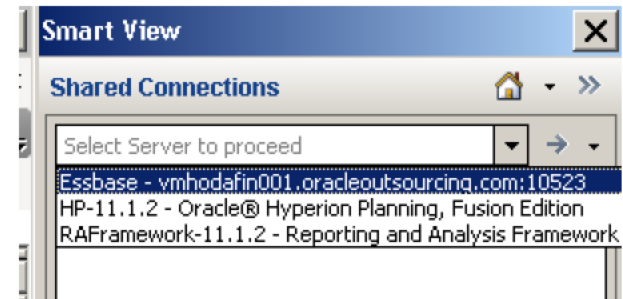 Smart View
Shared Connections
Select Server to proceed
Essbase - vmhodafin001.oracleoutsourcing.com:10523
HP-11.1.2 - Oracle® Hyperion Planning, Fusion Edition
RAFramework-11.1.2 - Reporting and Analysis Framework